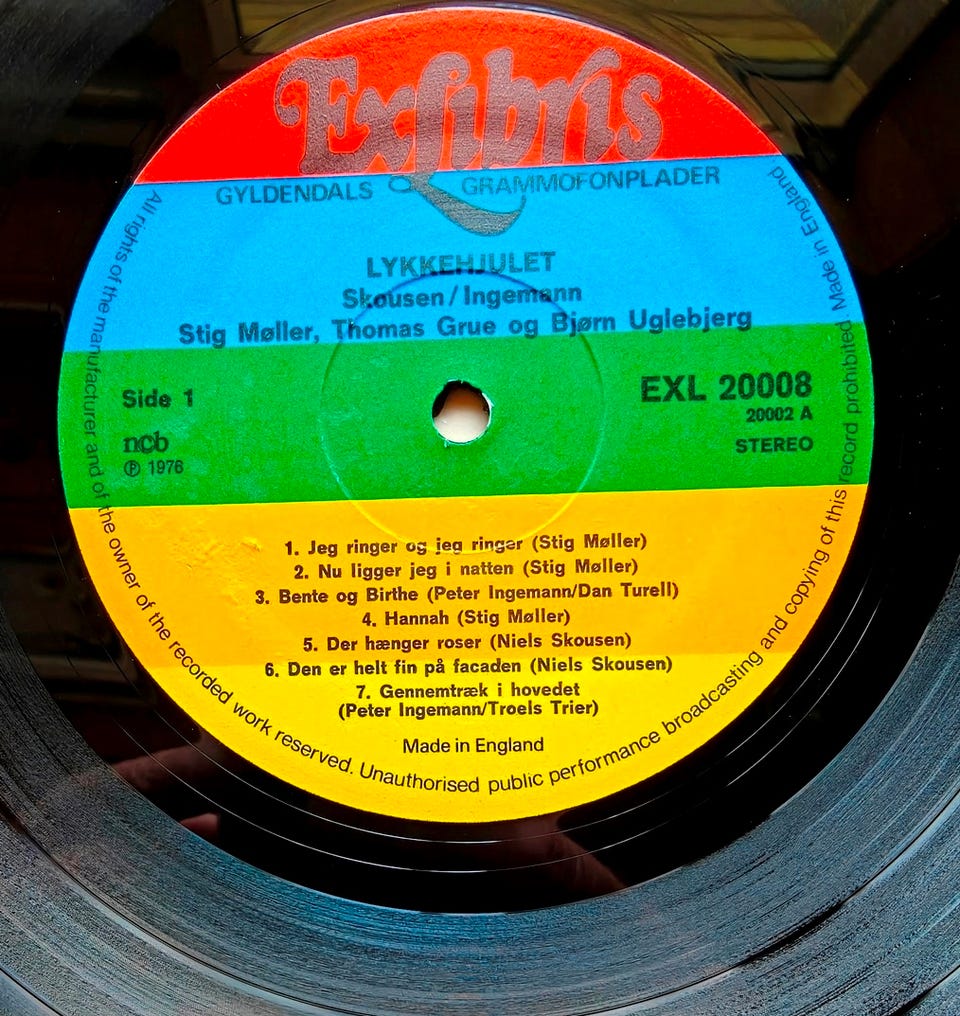 Exlibris
GYLDENDALS GRAMMOFONPLADER
LYKKEHJULET
Skousen/Ingemann
Stig Møller, Thomas Grue og Bjørn Uglebjerg
Side 1
ncb
Ⓟ 1976
EXL 20008
20002 A
STEREO
1. Jeg ringer og jeg ringer (Stig Møller)
2. Nu ligger jeg i natten (Stig Møller)
3. Bente og Birthe (Peter Ingemann/Dan Turell)
4. Hannah (Stig Møller)
5. Der hænger roser (Niels Skousen)
6. Den er helt fin på facaden (Niels Skousen)
7. Gennemtræk i hovedet
(Peter Ingemann/Troels Trier)
Made in England
All rights of the manufacturer and of the owner of the recorded work reserved. Unauthorised public performance broadcasting and copying of this record prohibited. Made in England